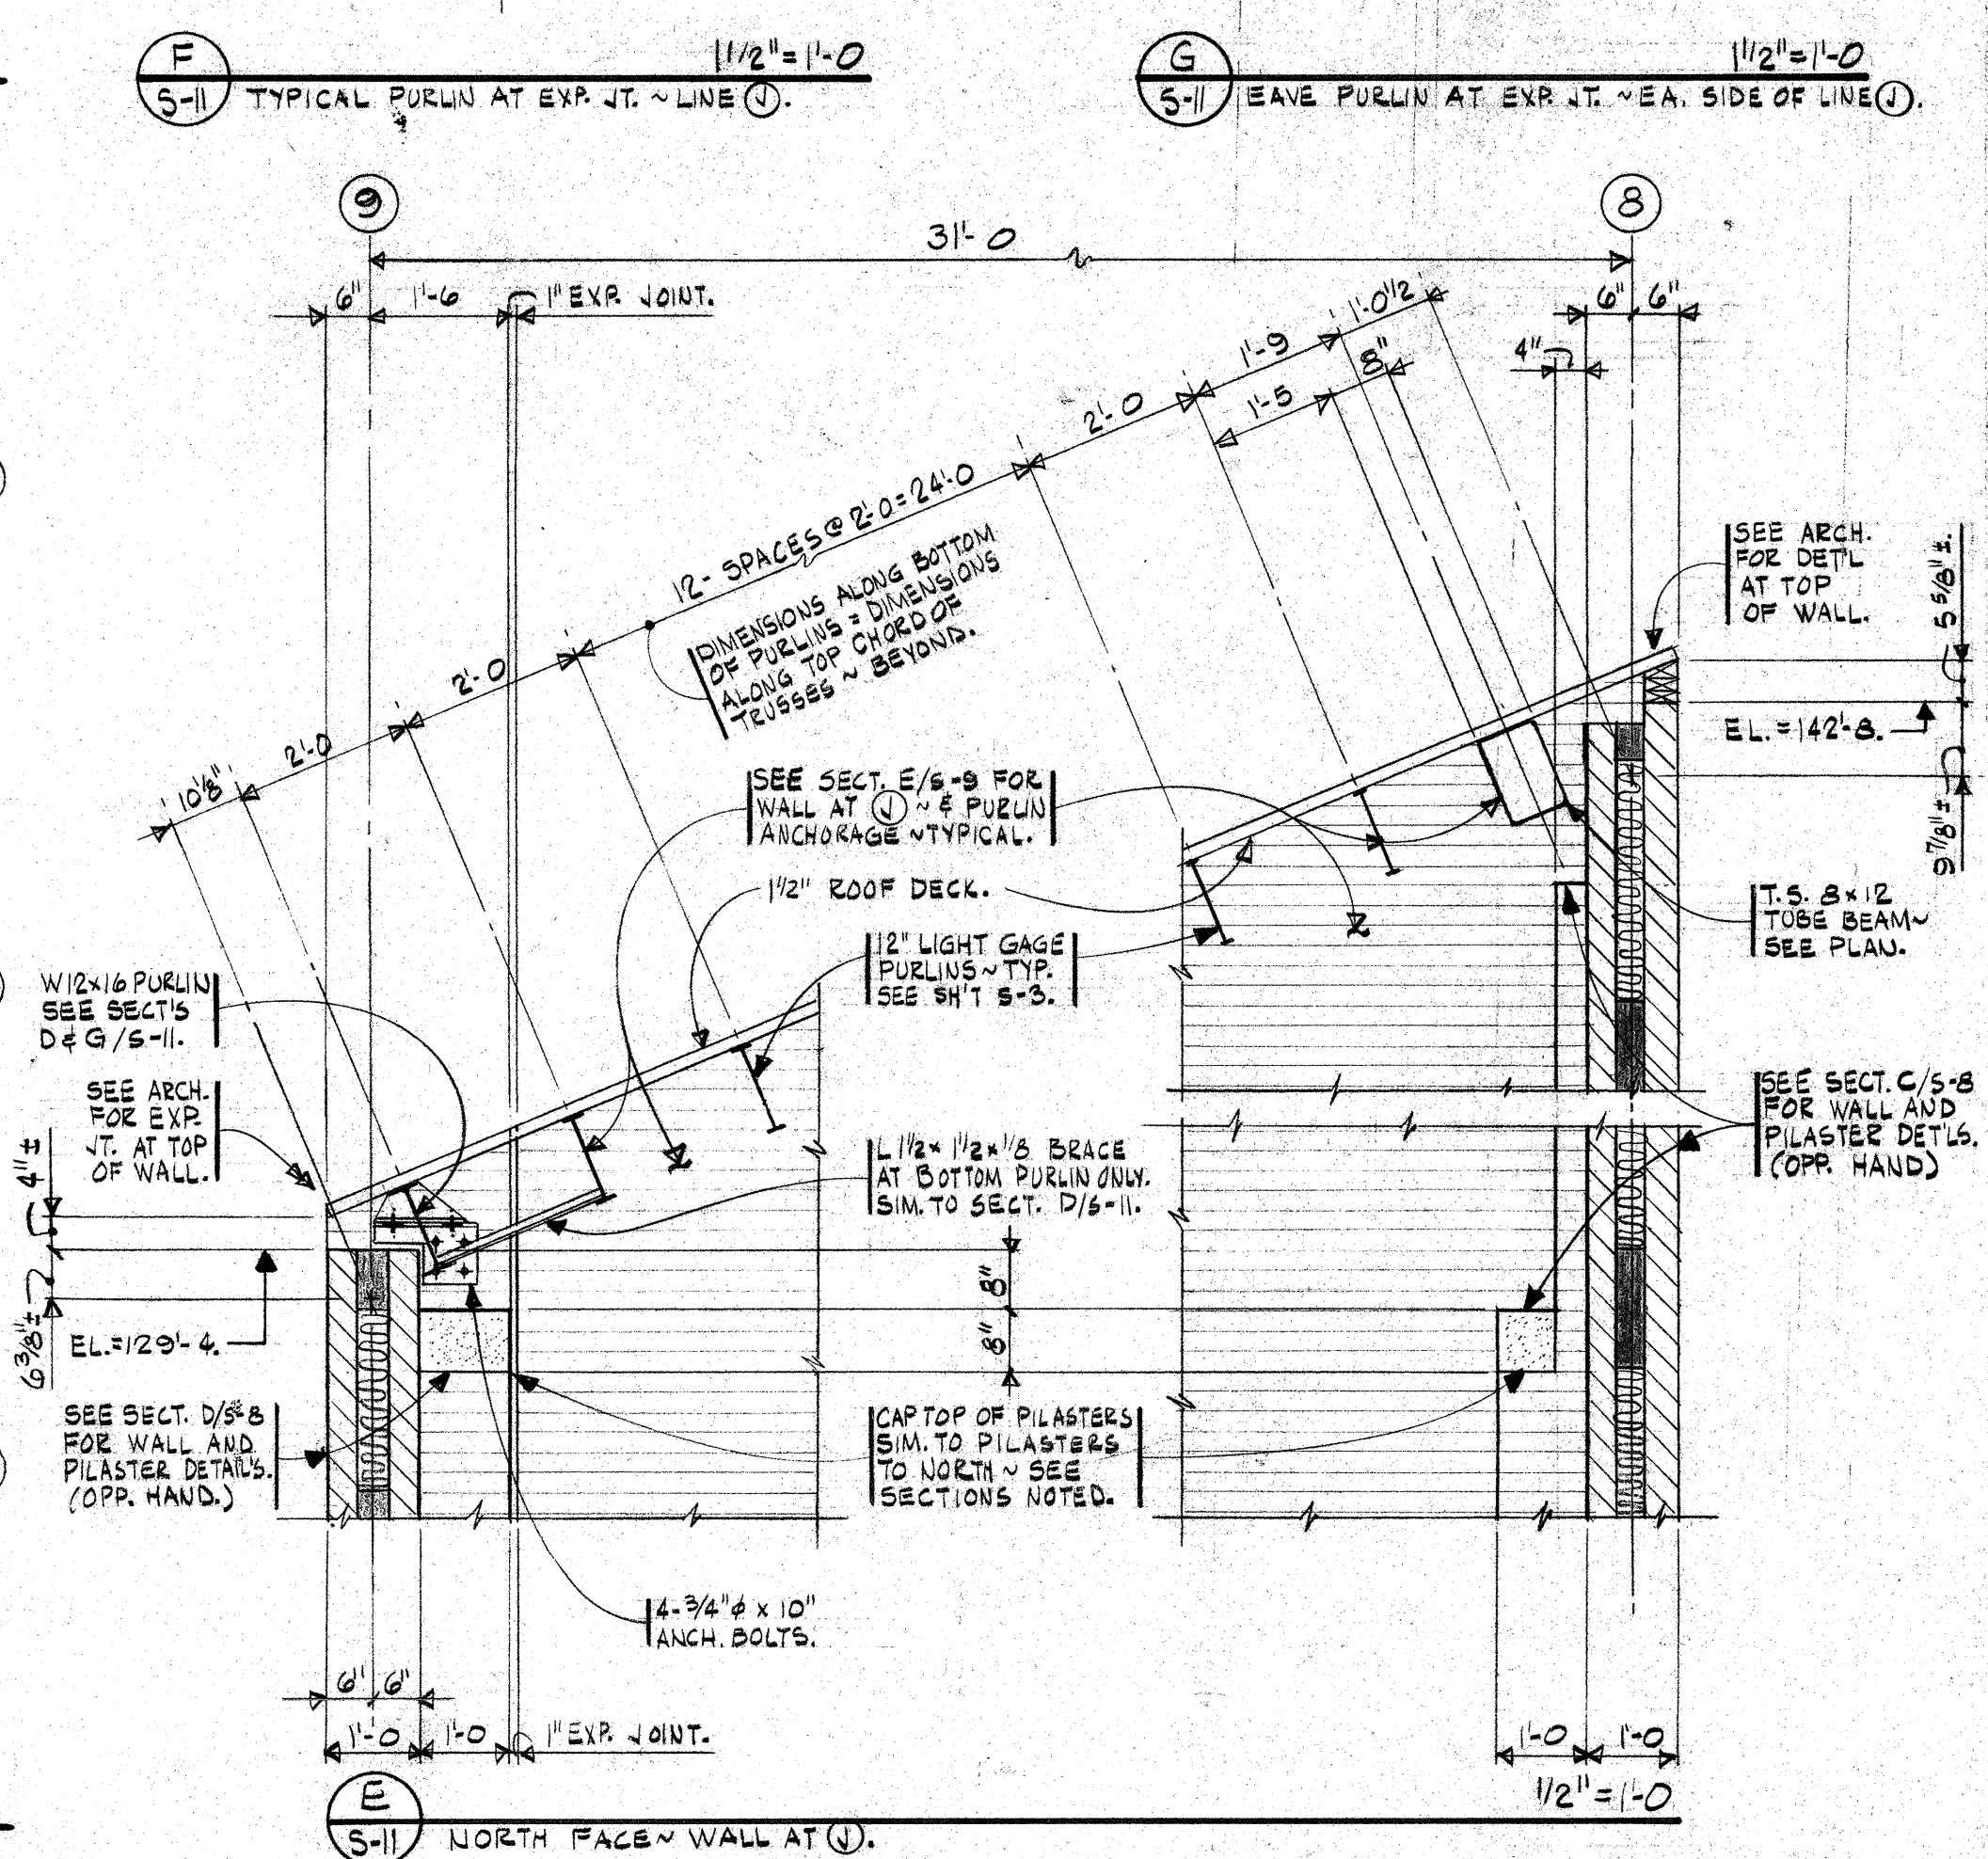 F
S-11
1 1/2" = 1'-0
TYPICAL PURLIN AT EXP. JT. ~ LINE J.
G
S-11
1 1/2" = 1'-0
EAVE PURLIN AT EXP. JT. ~ EA. SIDE OF LINE J.
9
8
31'-0
6"
1'-6
1" EXP. JOINT.
1'-0 1/2
6"
6"
4"
1'-9
8"
1'-5
2'-0
12- SPACES @ 2'-0 = 24'-0
DIMENSIONS ALONG BOTTOM
OF PURLINS = DIMENSIONS
ALONG TOP CHORD OF
TRUSSES ~ BEYOND.
2'-0
2'-0
10 1/8"
SEE ARCH.
FOR DET'L
AT TOP
OF WALL.
5 5/8" ±.
EL. = 142'-8.
9 7/8" ±
SEE SECT. E/S-9 FOR
WALL AT J ~ & PURLIN
ANCHORAGE ~ TYPICAL.
1 1/2" ROOF DECK.
T.S. 8 x 12
TUBE BEAM ~
SEE PLAN.
12" LIGHT GAGE
PURLINS ~ TYP.
SEE SH'T S-3.
W12x16 PURLIN
SEE SECT'S
D & G/S-11.
SEE ARCH.
FOR EXP.
JT. AT TOP
OF WALL.
4" ±
SEE SECT. C/S-8
FOR WALL AND
PILASTER DET'LS.
(OPP. HAND)
L 1 1/2 x 1 1/2 x 1/8 BRACE
AT BOTTOM PURLIN ONLY.
SIM. TO SECT. D/S-11.
8"
8"
6 3/8" ±
EL. = 129'-4.
SEE SECT. D/S-8
FOR WALL AND
PILASTER DETAIL'S.
(OPP. HAND.)
CAP TOP OF PILASTERS
SIM. TO PILASTERS
TO NORTH ~ SEE
SECTIONS NOTED.
4- 3/4" φ x 10"
ANCH. BOLTS.
6"
6"
1'-0
1'-0
1" EXP. JOINT.
1'-0
1'-0
E
S-11
1/2" = 1'-0
NORTH FACE ~ WALL AT J.